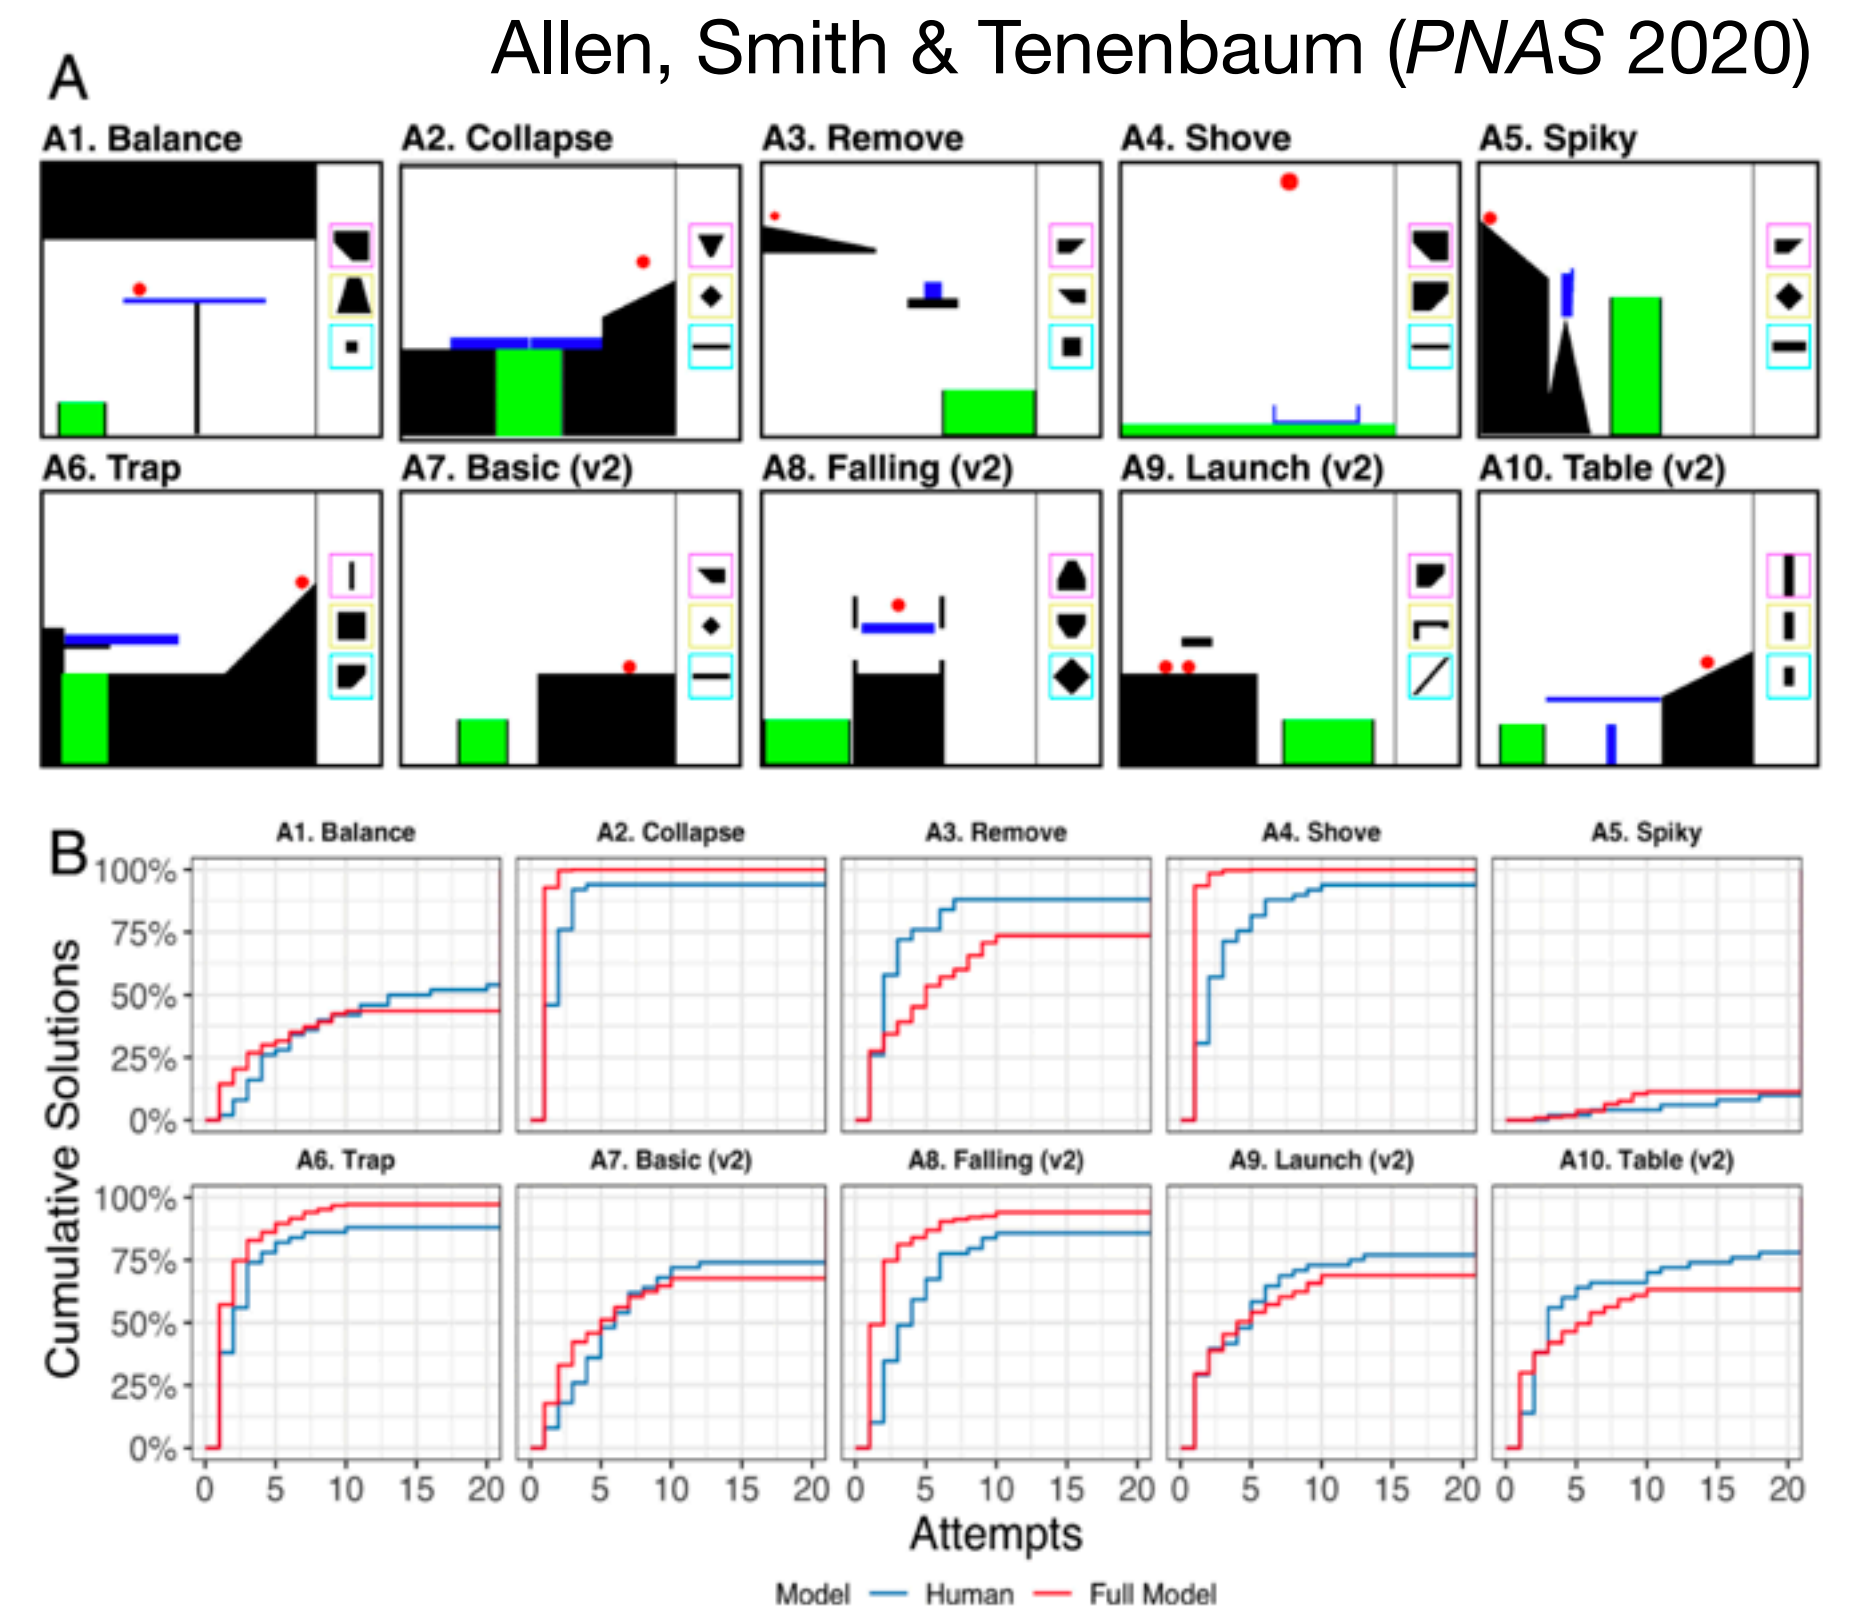 Allen, Smith & Tenenbaum (PNAS 2020)
A
A1. Balance A2. Collapse A3. Remove A4. Shove A5. Spiky
A6. Trap A7. Basic (v2) A8. Falling (v2) A9. Launch (v2) A10. Table (v2)
B
A1. Balance A2. Collapse A3. Remove A4. Shove A5. Spiky
100%
75%
50%
25%
0%
A6. Trap A7. Basic (v2) A8. Falling (v2) A9. Launch (v2) A10. Table (v2)
100%
75%
50%
25%
0%
Cumulative Solutions
0 5 10 15 20 0 5 10 15 20 0 5 10 15 20 0 5 10 15 20 0 5 10 15 20
Attempts
Model Human Full Model